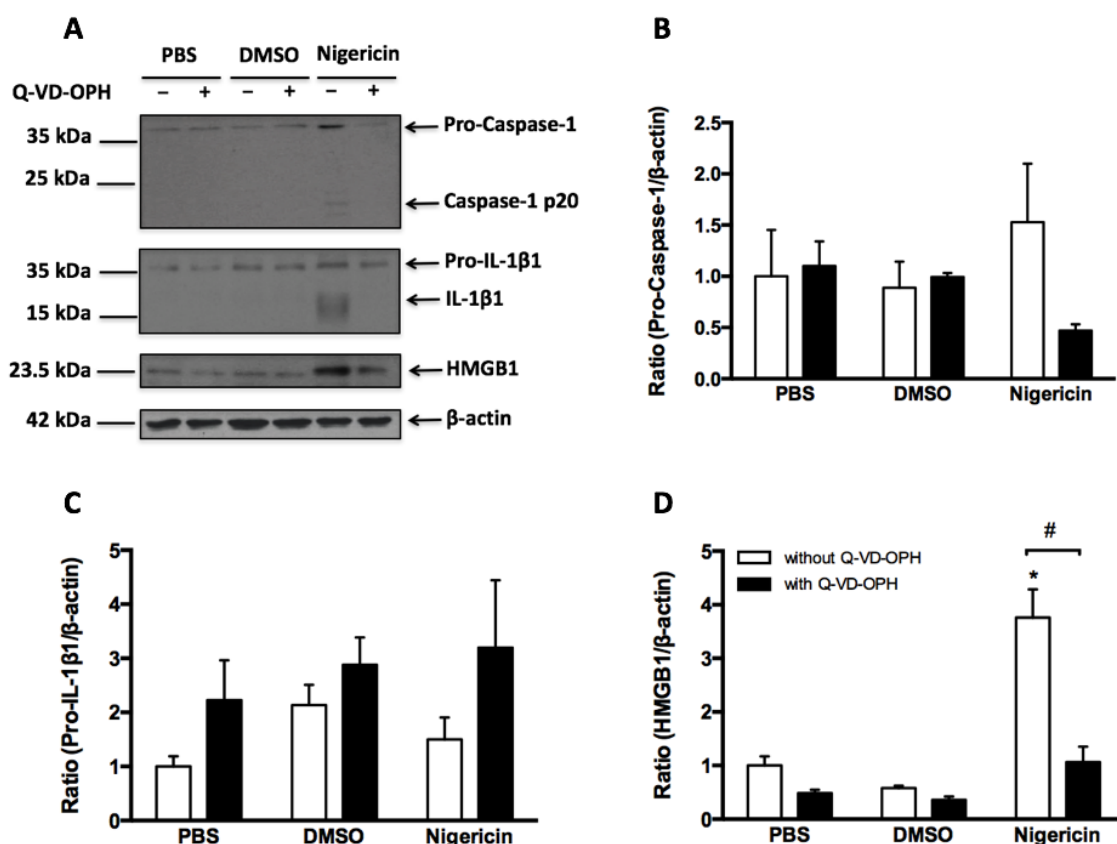 A
PBS DMSO Nigericin
Q-VD-OPH – + – + – +
35 kDa
25 kDa
Pro-Caspase-1
Caspase-1 p20
35 kDa
15 kDa
Pro-IL-1β1
IL-1β1
23.5 kDa
HMGB1
42 kDa
β-actin
B
Ratio (Pro-Caspase-1/β-actin)
2.5
2.0
1.5
1.0
0.5
0.0
PBS DMSO Nigericin
C
Ratio (Pro-IL-1β1/β-actin)
5
4
3
2
1
0
PBS DMSO Nigericin
D
Ratio (HMGB1/β-actin)
5
4
3
2
1
0
without Q-VD-OPH
with Q-VD-OPH
#
*
PBS DMSO Nigericin